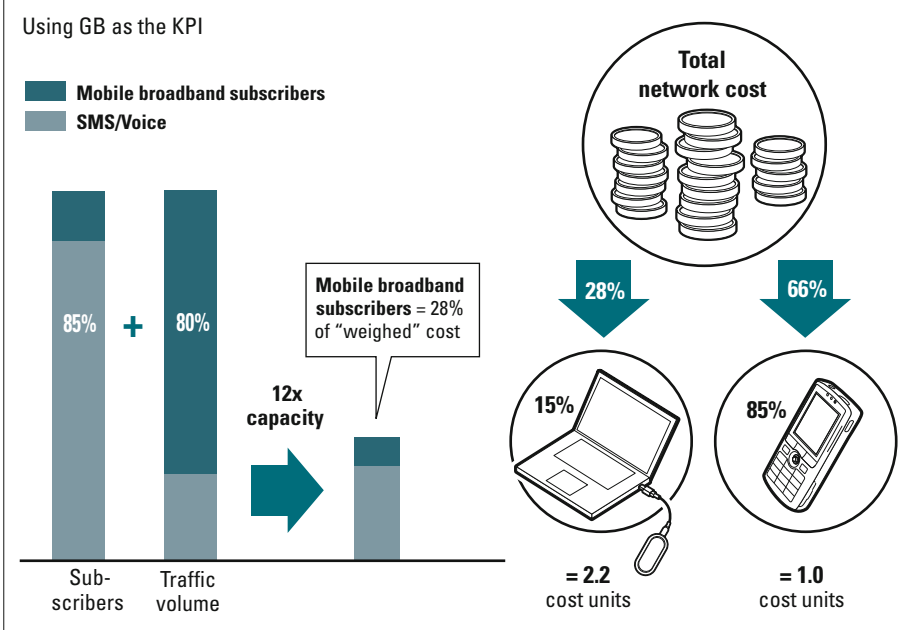 Using GB as the KPI
Mobile broadband subscribers
SMS/Voice
85%
+
80%
12x
capacity
Mobile broadband
subscribers = 28%
of “weighed” cost
Sub-
scribers
Traffic
volume
Total
network cost
28%
66%
15%
85%
= 2.2
cost units
= 1.0
cost units